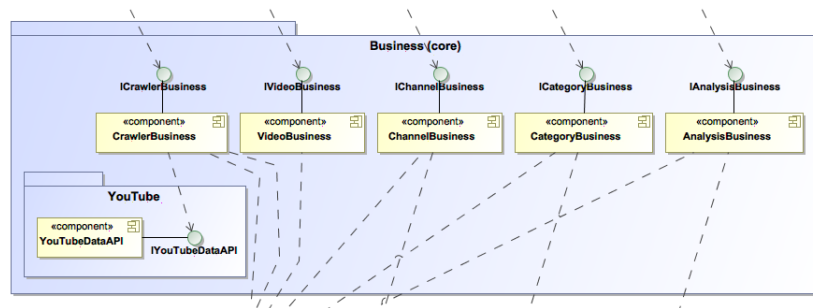 Business\(core)
ICrawlerBusiness
IVideoBusiness
IChannelBusiness
ICategoryBusiness
IAnalysisBusiness
«component»
CrawlerBusiness
«component»
VideoBusiness
«component»
ChannelBusiness
«component»
CategoryBusiness
«component»
AnalysisBusiness
YouTube
«component»
YouTubeDataAPI
IYouTubeDataAPI